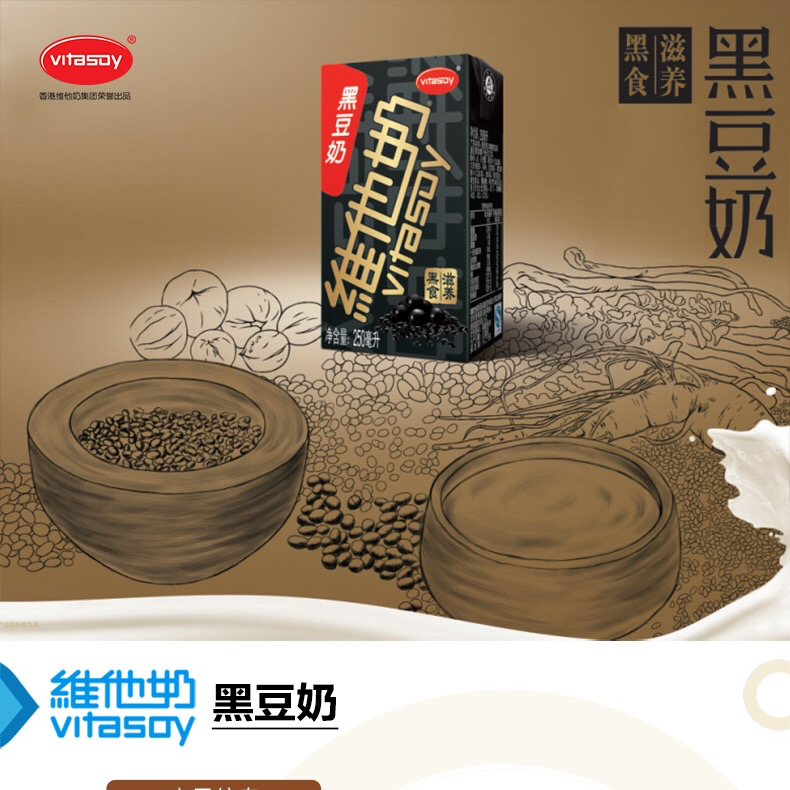 vitasoy®
香港维他奶集团荣誉出品
黑食
滋养
黑豆奶
vitasoy
黑豆奶
維他奶
vitasoy
黑食
滋养
净含量：250毫升
維他奶
vitasoy
黑豆奶